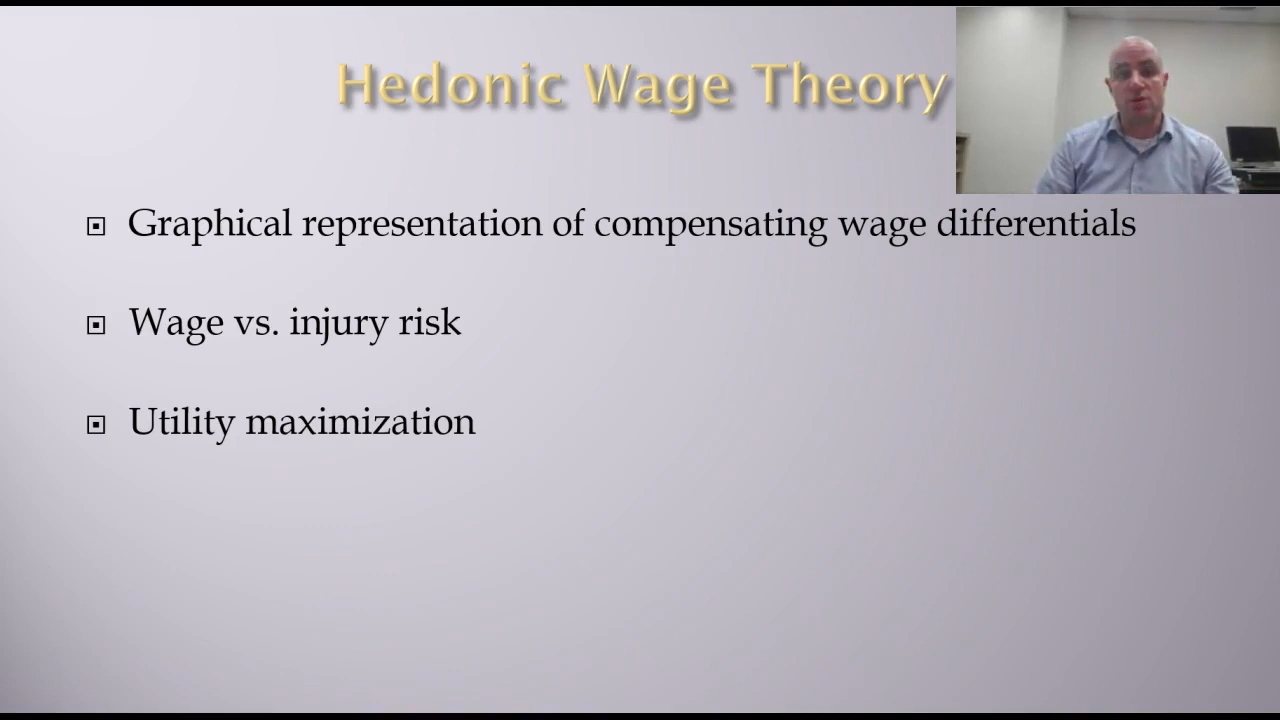 Hedonic Wage Theory
Graphical representation of compensating wage differentials
Wage vs. injury risk
Utility maximization